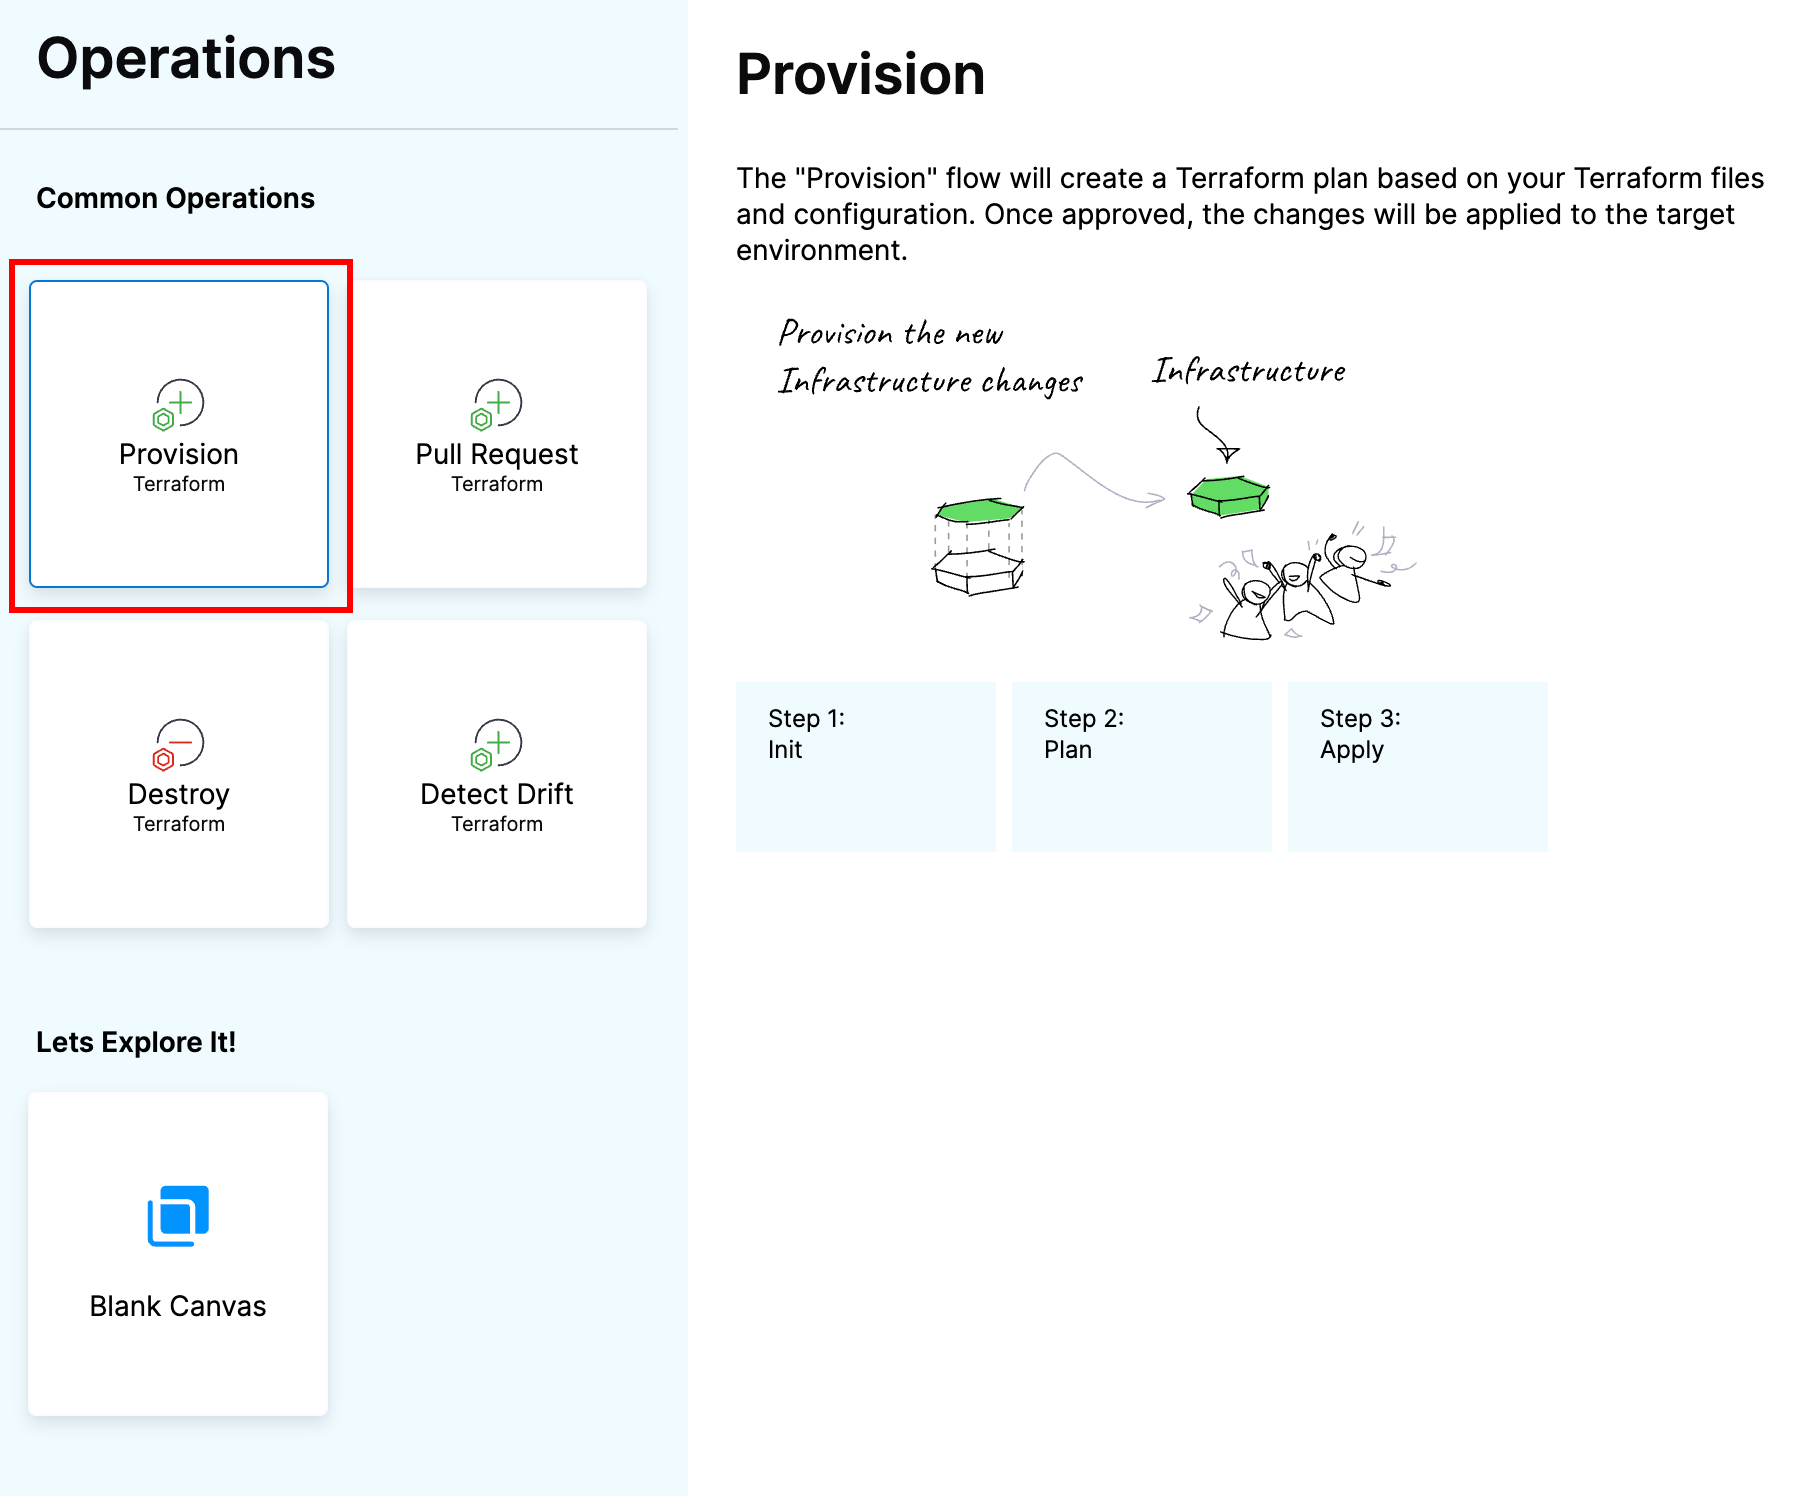 Operations
Common Operations
Provision
Terraform
Pull Request
Terraform
Destroy
Terraform
Detect Drift
Terraform
Lets Explore It!
Blank Canvas
Provision
The "Provision" flow will create a Terraform plan based on your Terraform files
and configuration. Once approved, the changes will be applied to the target
environment.
Provision the new
Infrastructure changes
Infrastructure
Step 1:
Init
Step 2:
Plan
Step 3:
Apply